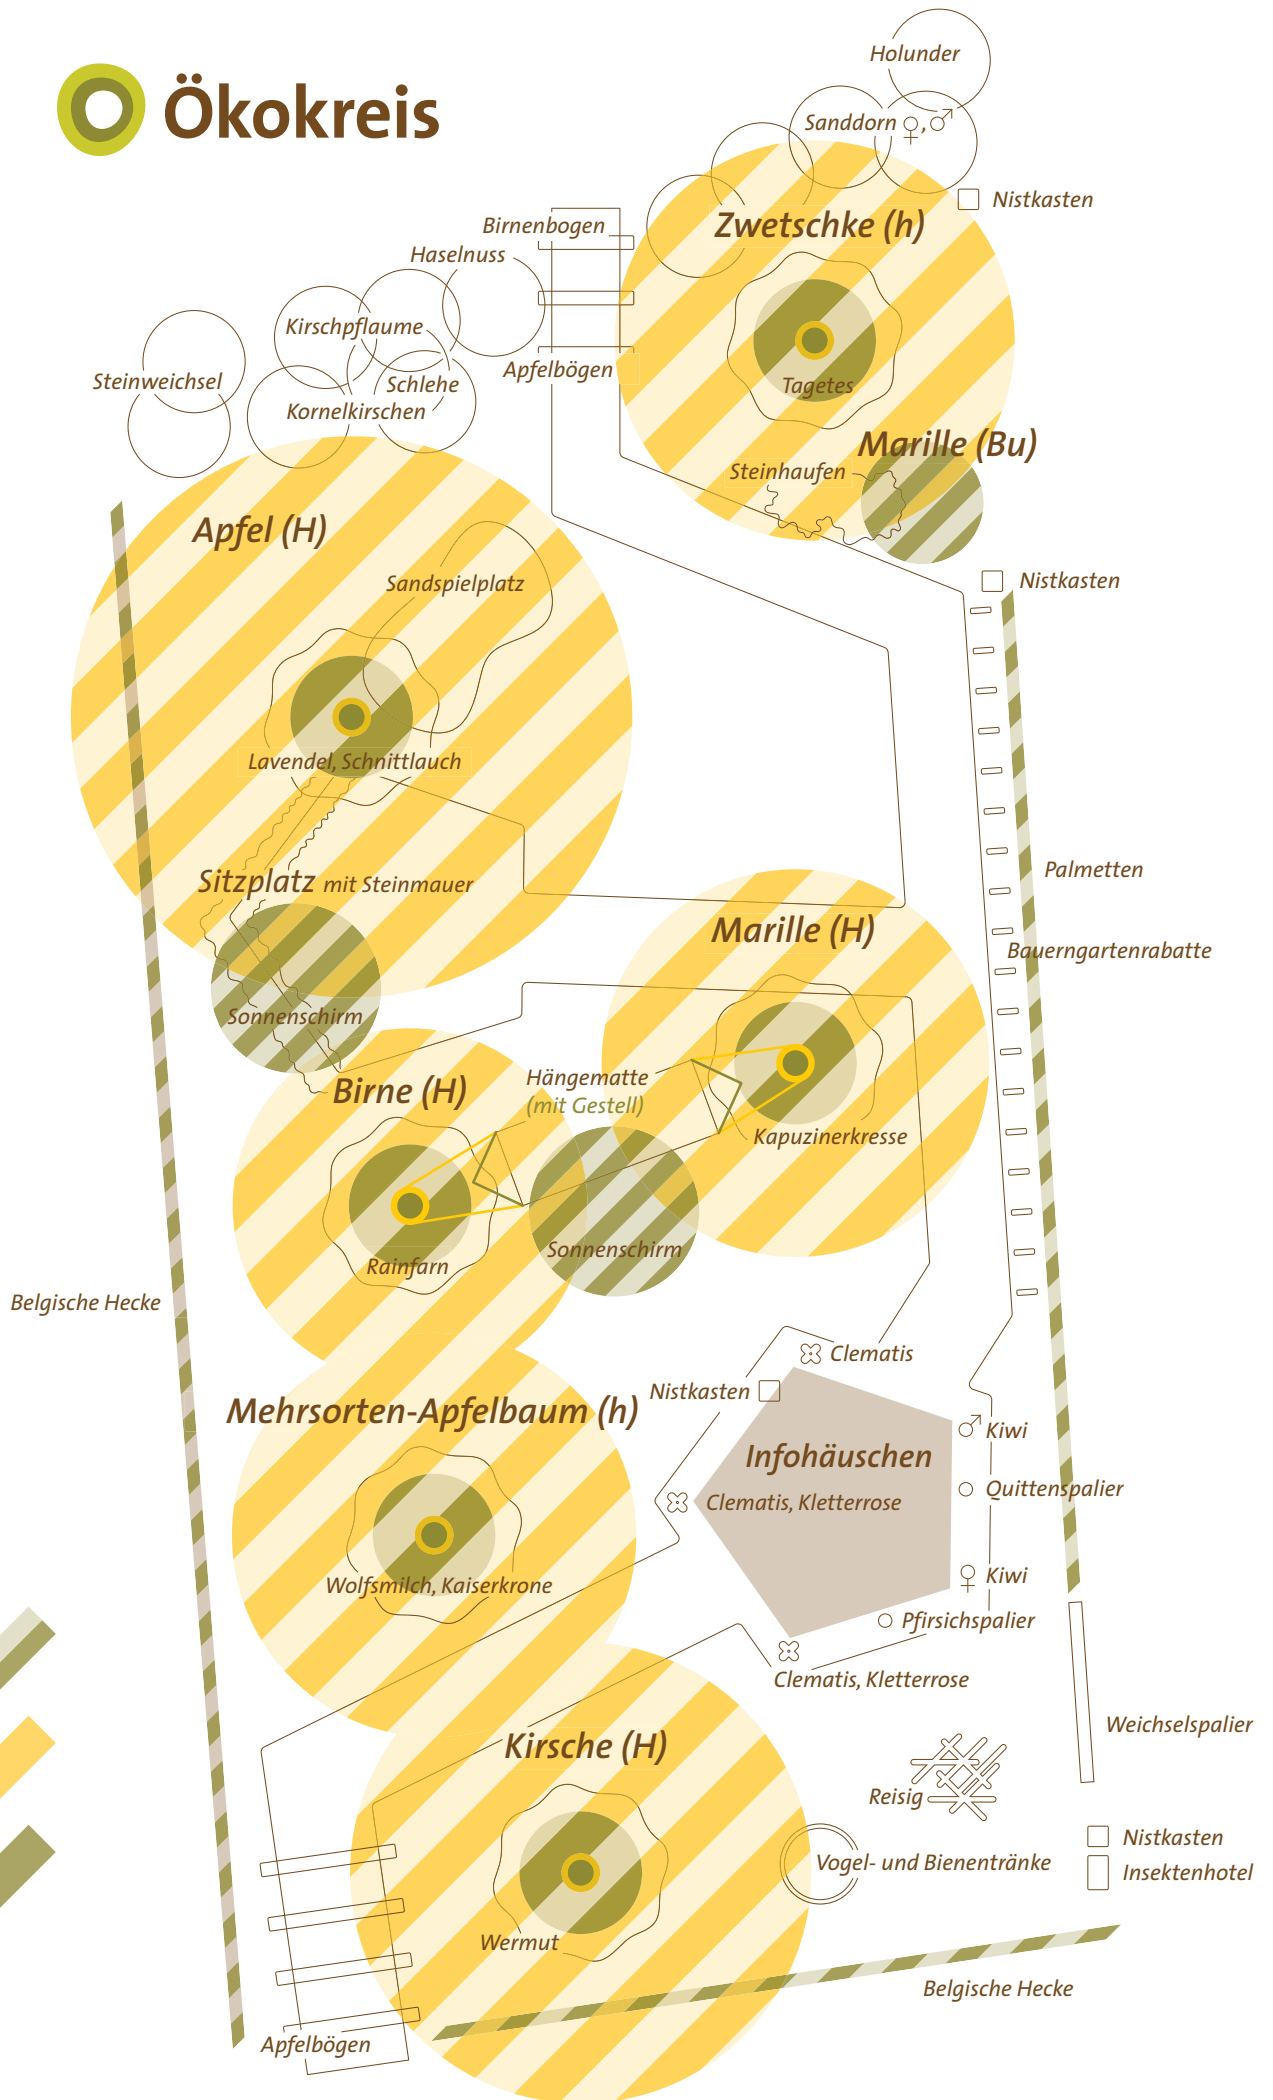 Ökokreis
Holunder
Sanddorn ♀,♂
Nistkasten
Zwetschke (h)
Birnenbogen
Haselnuss
Kirschpflaume
Apfelbögen
Steinweichsel
Schlehe
Kornelkirschen
Tagetes
Marille (Bu)
Steinhaufen
Apfel (H)
Sandspielplatz
Nistkasten
Lavendel, Schnittlauch
Sitzplatz mit Steinmauer
Palmetten
Marille (H)
Bauerngartenrabatte
Sonnenschirm
Birne (H)
Hängematte
(mit Gestell)
Kapuzinerkresse
Sonnenschirm
Rainfarn
Belgische Hecke
Clematis
Nistkasten
Mehrsorten-Apfelbaum (h)
♂ Kiwi
Infohäuschen
Quittenspalier
Clematis, Kletterrose
♀ Kiwi
Wolfsmilch, Kaiserkrone
Pfirsichspalier
Clematis, Kletterrose
Weichselspalier
Kirsche (H)
Reisig
Nistkasten
Vogel- und Bienentränke
Insektenhotel
Wermut
Belgische Hecke
Apfelbögen